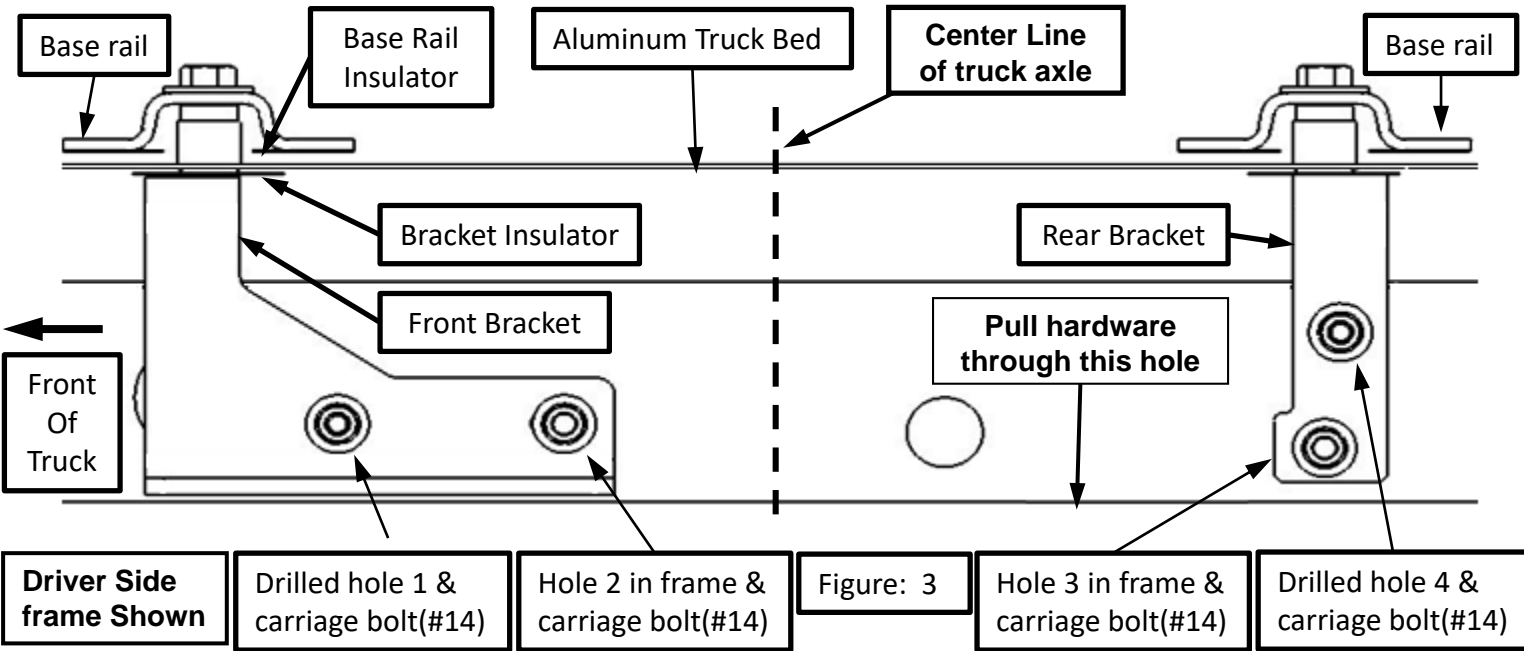 Base rail
Base Rail
Insulator
Aluminum Truck Bed
Center Line
of truck axle
Base rail
Bracket Insulator
Rear Bracket
Front Bracket
Pull hardware
through this hole
Front
Of
Truck
Driver Side
frame Shown
Drilled hole 1 &
carriage bolt(#14)
Hole 2 in frame &
carriage bolt(#14)
Figure: 3
Hole 3 in frame &
carriage bolt(#14)
Drilled hole 4 &
carriage bolt(#14)